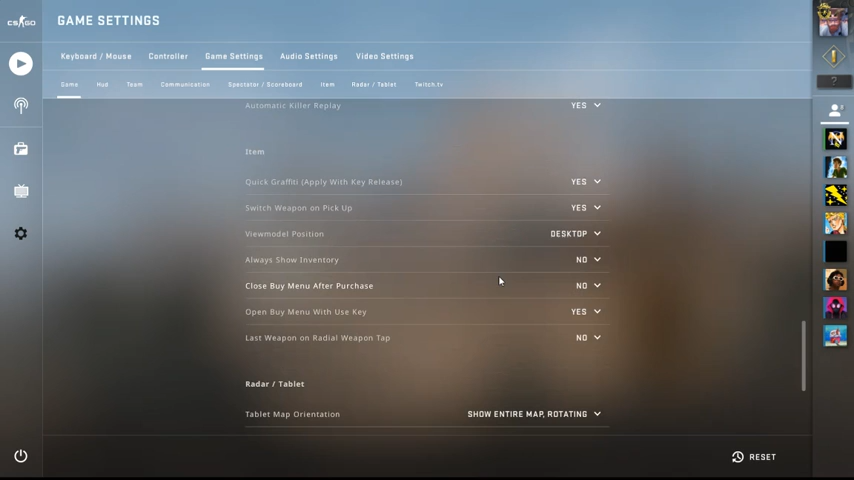 CS:GO
GAME SETTINGS
Keyboard / Mouse
Controller
Game Settings
Audio Settings
Video Settings
Game
Hud
Team
Communication
Spectator / Scoreboard
Item
Radar / Tablet
Twitch.tv
Automatic Killer Replay YES
Item
Quick Graffiti (Apply With Key Release) YES
Switch Weapon on Pick Up YES
Viewmodel Position DESKTOP
Always Show Inventory NO
Close Buy Menu After Purchase NO
Open Buy Menu With Use Key YES
Last Weapon on Radial Weapon Tap NO
Radar / Tablet
Tablet Map Orientation SHOW ENTIRE MAP, ROTATING
RESET
?